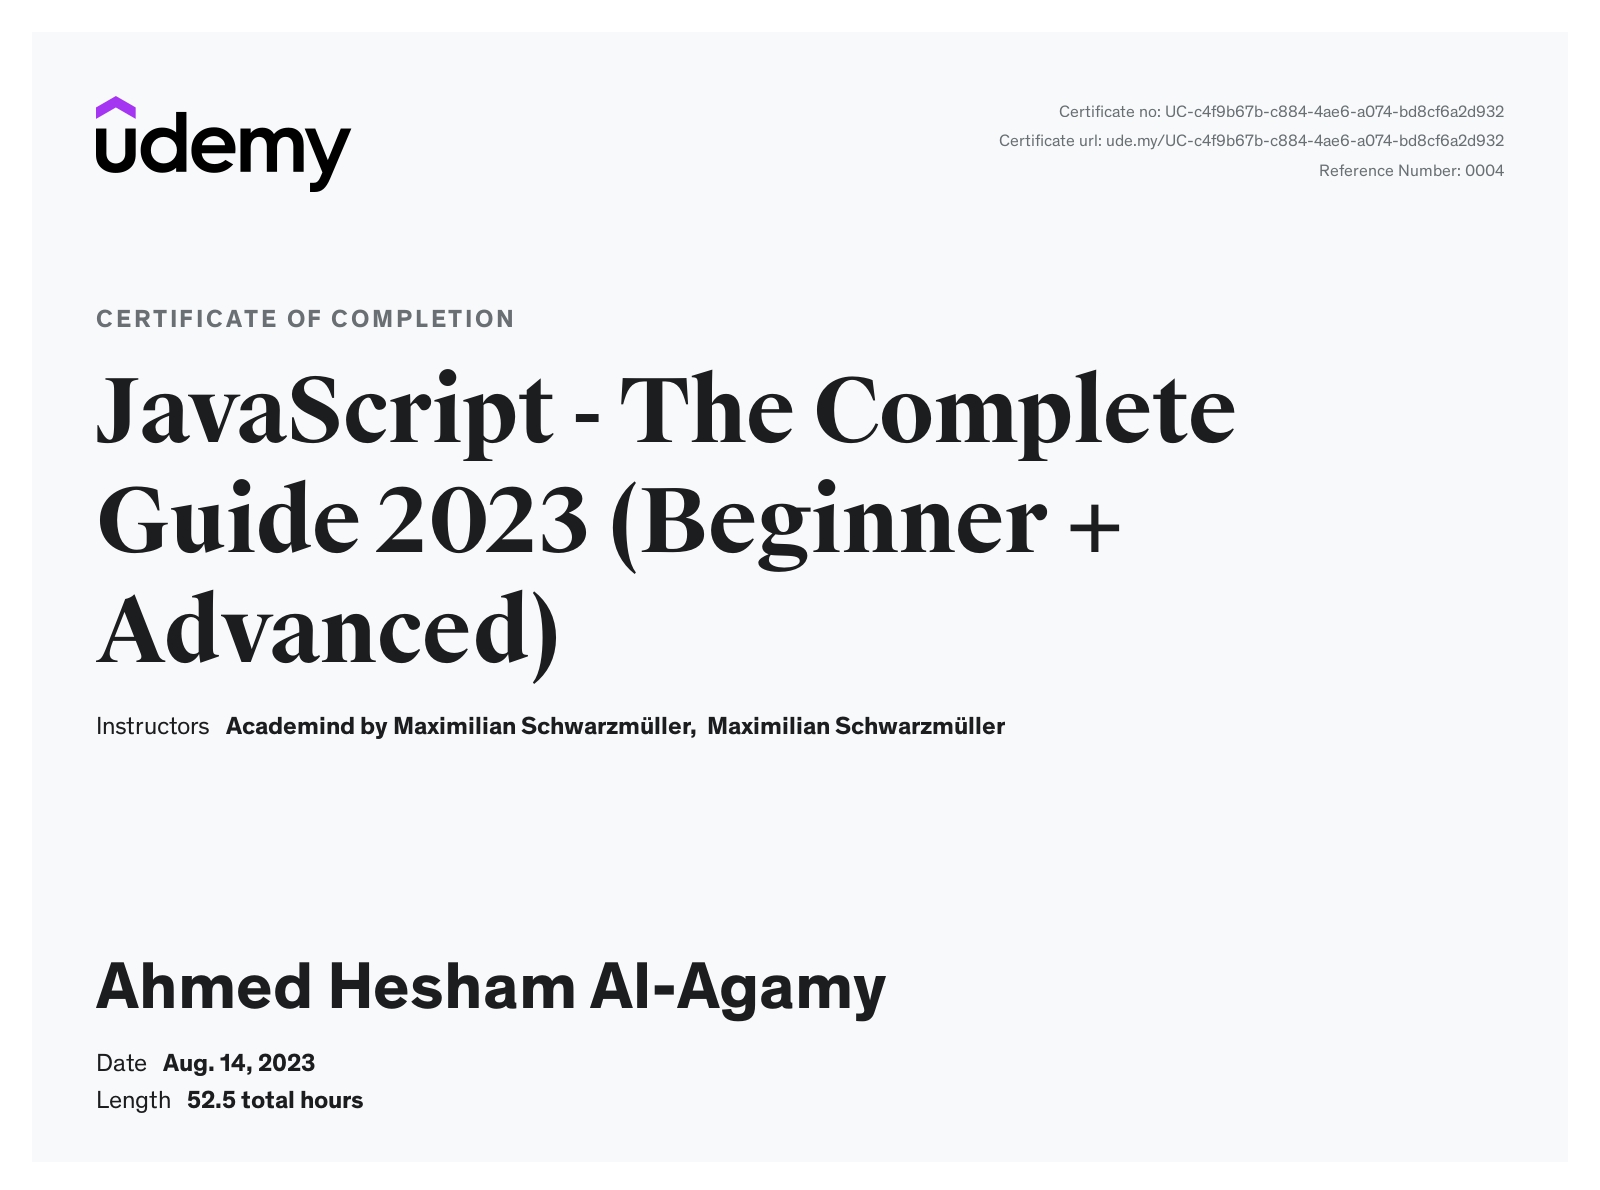 udemy
Certificate no: UC-c4f9b67b-c884-4ae6-a074-bd8cf6a2d932
Certificate url: ude.my/UC-c4f9b67b-c884-4ae6-a074-bd8cf6a2d932
Reference Number: 0004
CERTIFICATE OF COMPLETION
JavaScript - The Complete
Guide 2023 (Beginner +
Advanced)
Instructors Academind by Maximilian Schwarzmüller, Maximilian Schwarzmüller
Ahmed Hesham Al-Agamy
Date Aug. 14, 2023
Length 52.5 total hours